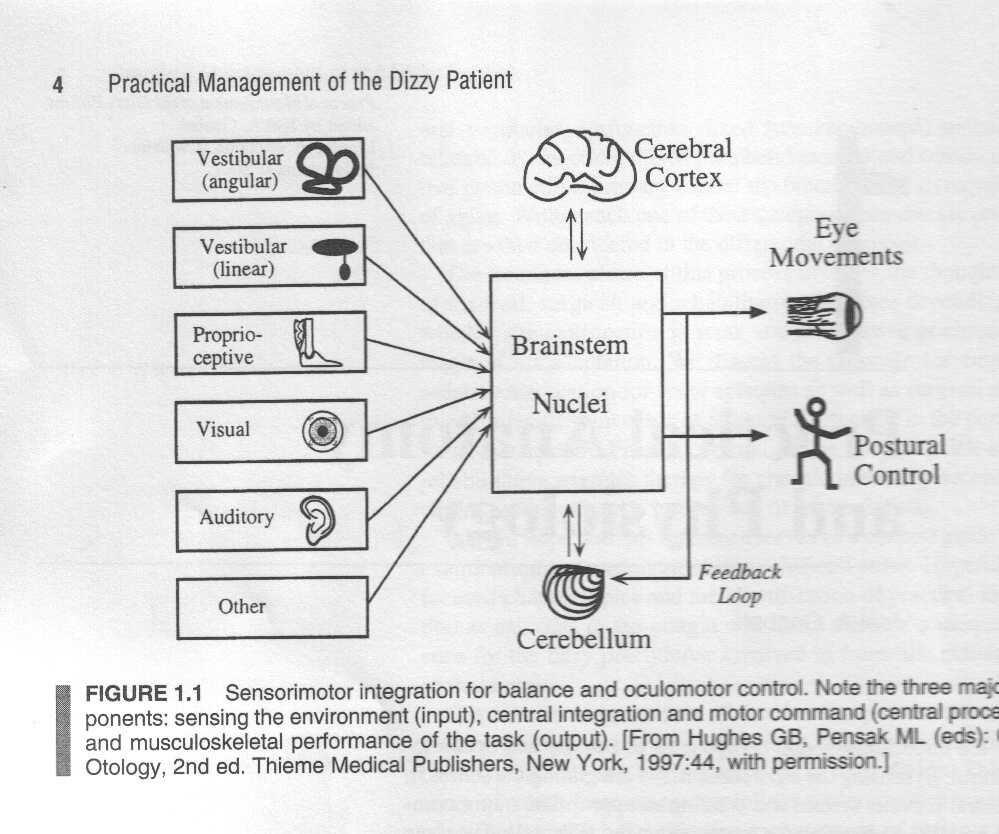 4 Practical Management of the Dizzy Patient
Vestibular
(angular)
Vestibular
(linear)
Proprio-
ceptive
Visual
Auditory
Other
Cerebral
Cortex
Brainstem
Nuclei
Eye
Movements
Postural
Control
Feedback
Loop
Cerebellum
FIGURE 1.1 Sensorimotor integration for balance and oculomotor control. Note the three
ponents: sensing the environment (input), central integration and motor command (central
and musculoskeletal performance of the task (output). [From Hughes GB, Pensak ML (eds):
Otology, 2nd ed. Thieme Medical Publishers, New York, 1997:44, with permission.]